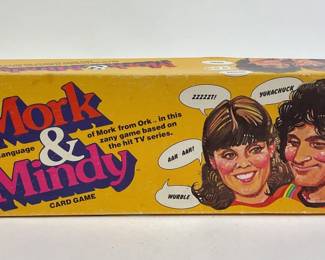 Mork
&
Mindy
CARD GAME
Language
of Mork from Ork... in this
zany game based on
the hit TV series.
ZZZZZT!
YUKACHUCK
AAH AAH!
WURBLE